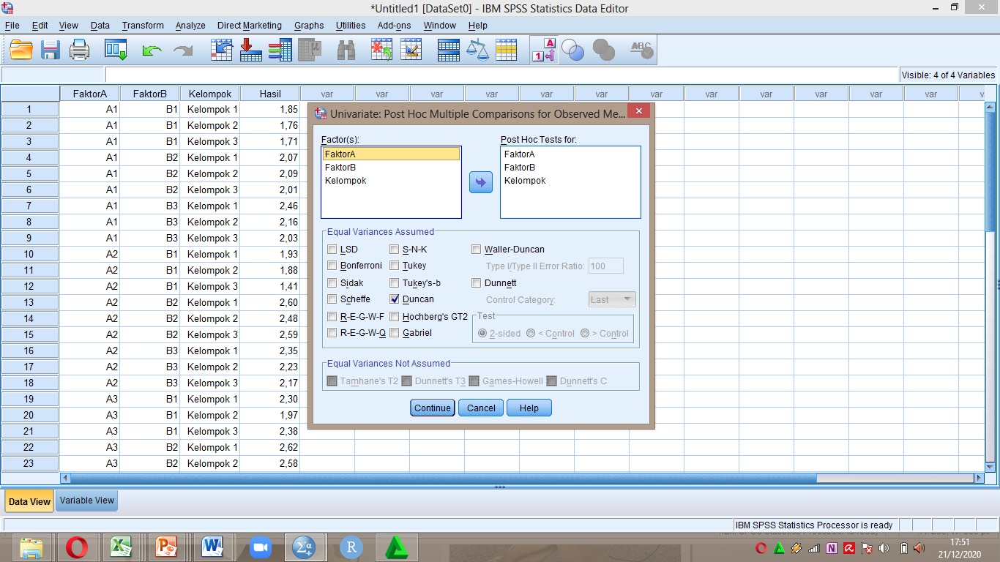 *Untitled1 [DataSet0] - IBM SPSS Statistics Data Editor
File Edit View Data Transform Analyze Direct Marketing Graphs Utilities Add-ons Window Help
Visible: 4 of 4 Variables
FaktorA FaktorB Kelompok Hasil var var var var var var var var var var var var
1 A1 B1 Kelompok 1 1,85
2 A1 B1 Kelompok 2 1,76
3 A1 B1 Kelompok 3 1,71
4 A1 B2 Kelompok 1 2,07
5 A1 B2 Kelompok 2 2,09
6 A1 B2 Kelompok 3 2,01
7 A1 B3 Kelompok 1 2,46
8 A1 B3 Kelompok 2 2,16
9 A1 B3 Kelompok 3 2,03
10 A2 B1 Kelompok 1 1,93
11 A2 B1 Kelompok 2 1,88
12 A2 B1 Kelompok 3 1,41
13 A2 B2 Kelompok 1 2,60
14 A2 B2 Kelompok 2 2,48
15 A2 B2 Kelompok 3 2,59
16 A2 B3 Kelompok 1 2,35
17 A2 B3 Kelompok 2 2,23
18 A2 B3 Kelompok 3 2,17
19 A3 B1 Kelompok 1 2,30
20 A3 B1 Kelompok 2 1,97
21 A3 B1 Kelompok 3 2,38
22 A3 B2 Kelompok 1 2,62
23 A3 B2 Kelompok 2 2,58
Univariate: Post Hoc Multiple Comparisons for Observed Me...
Factor(s): Post Hoc Tests for:
FaktorA FaktorA
FaktorB FaktorB
Kelompok Kelompok
Equal Variances Assumed
LSD S-N-K Waller-Duncan
Bonferroni Tukey Type I/Type II Error Ratio: 100
Sidak Tukey's-b Dunnett
Scheffe Duncan Control Category: Last
R-E-G-W-F Hochberg's GT2 Test
R-E-G-W-Q Gabriel 2-sided < Control > Control
Equal Variances Not Assumed
Tamhane's T2 Dunnett's T3 Games-Howell Dunnett's C
Continue Cancel Help
Data View Variable View
IBM SPSS Statistics Processor is ready
17:51
21/12/2020